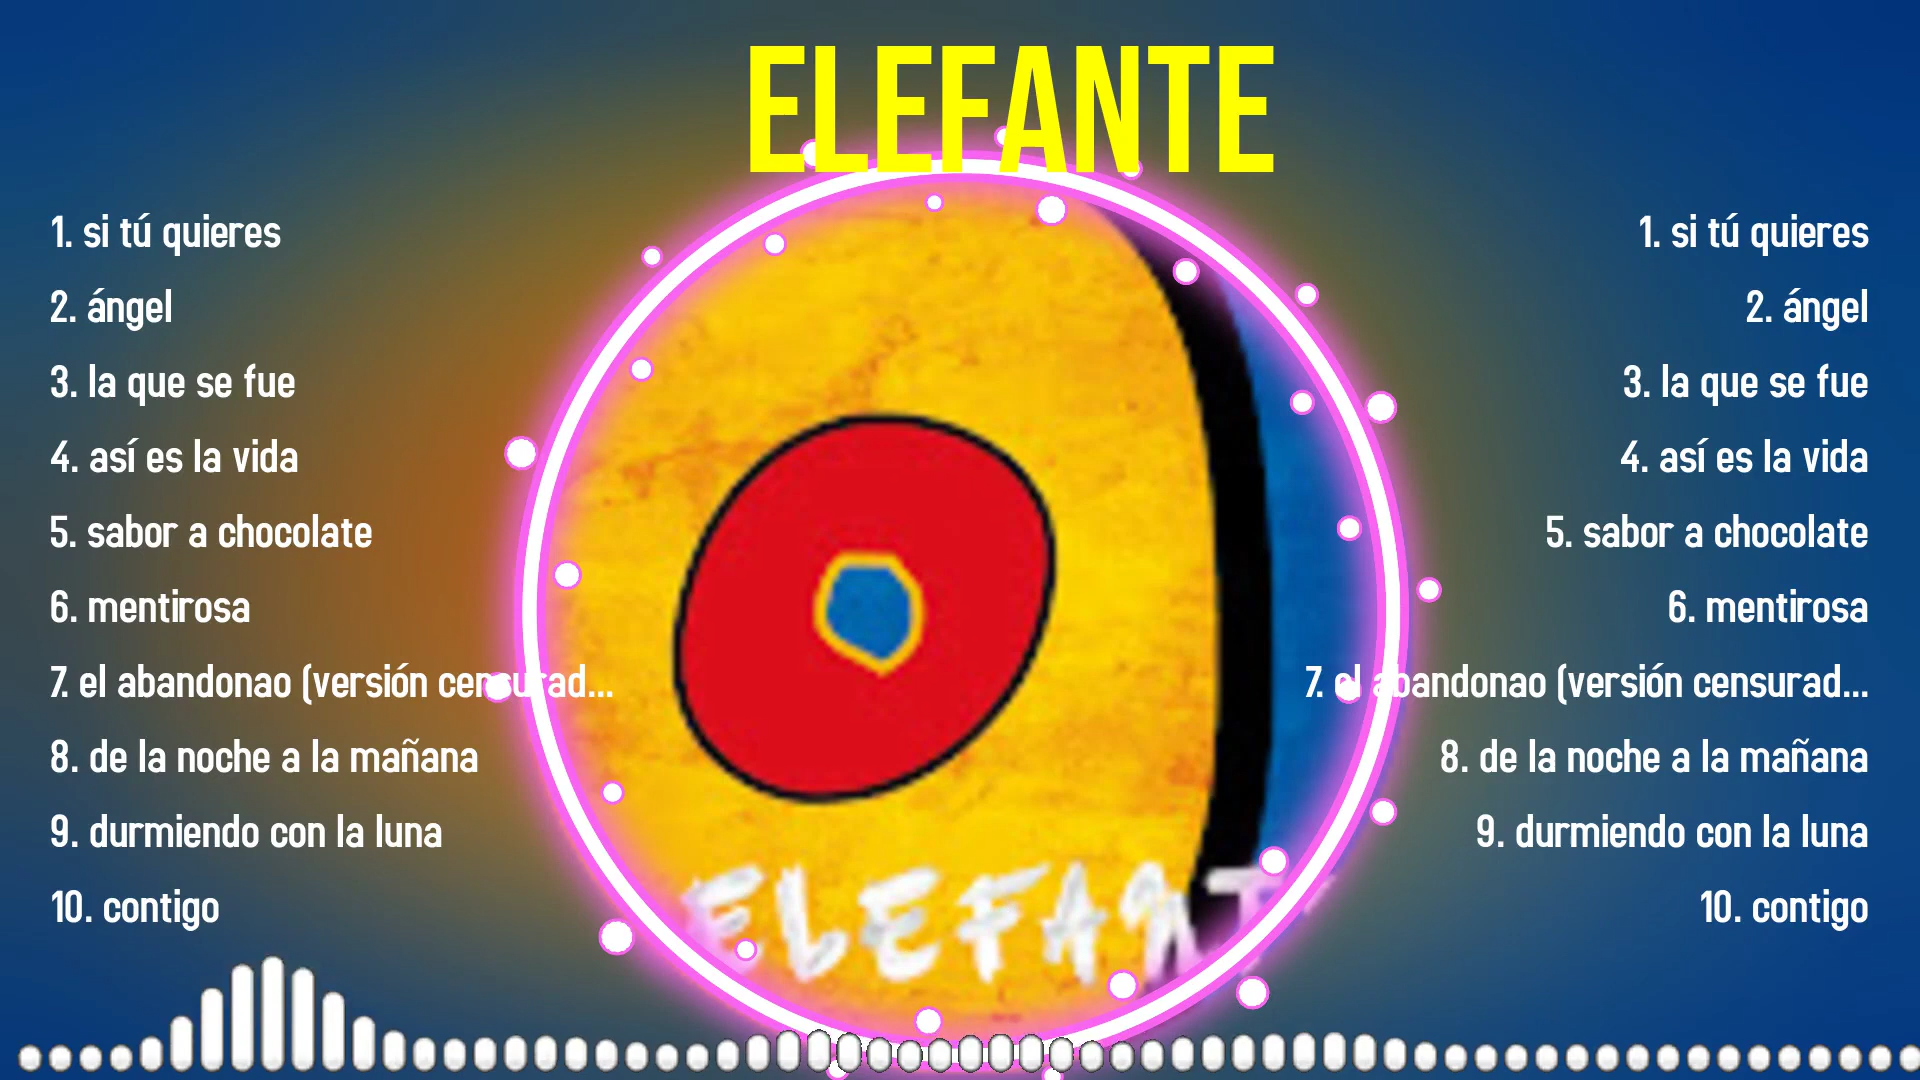 ELEFANTE
1. si tú quieres
2. ángel
3. la que se fue
4. así es la vida
5. sabor a chocolate
6. mentirosa
7. el abandonao (versión censurad...
8. de la noche a la mañana
9. durmiendo con la luna
10. contigo
1. si tú quieres
2. ángel
3. la que se fue
4. así es la vida
5. sabor a chocolate
6. mentirosa
7. el abandonao (versión censurad...
8. de la noche a la mañana
9. durmiendo con la luna
10. contigo
ELEFANTE